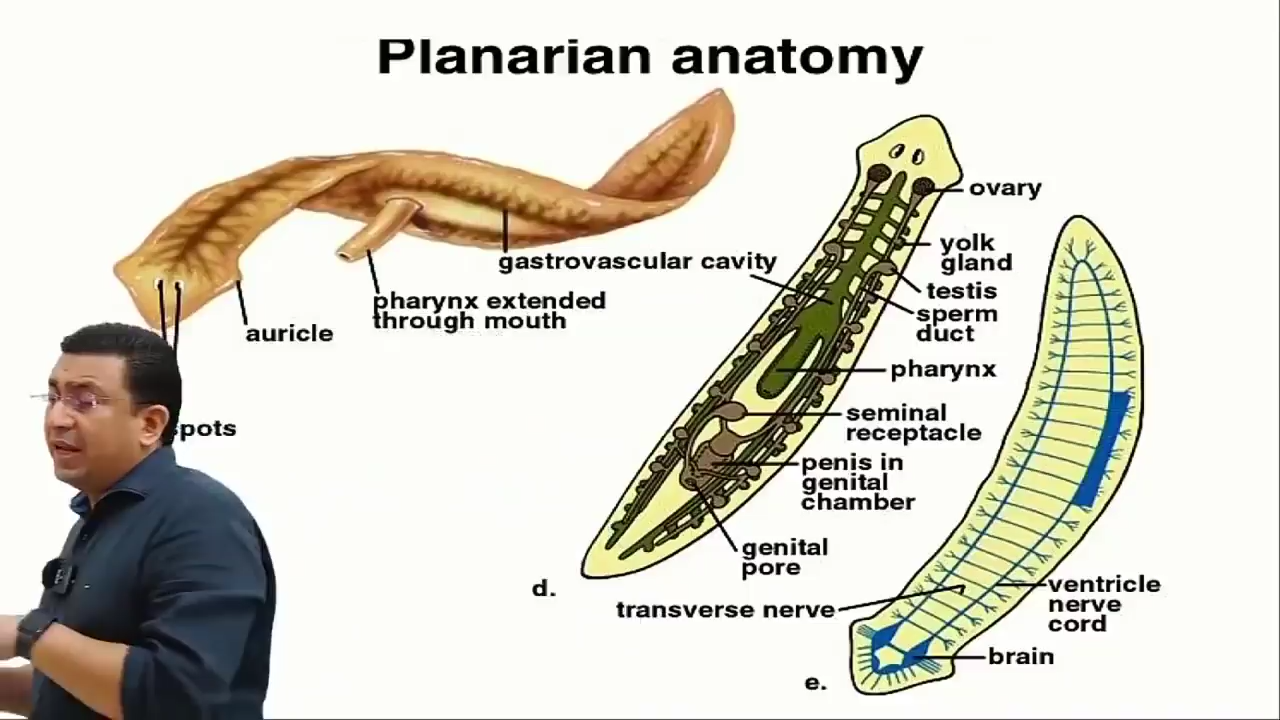 Planarian anatomy
gastrovascular cavity
pharynx extended
through mouth
auricle
spots
ovary
yolk
gland
testis
sperm
duct
pharynx
seminal
receptacle
penis in
genital
chamber
genital
pore
d.
transverse nerve
ventricle
nerve
cord
brain
e.